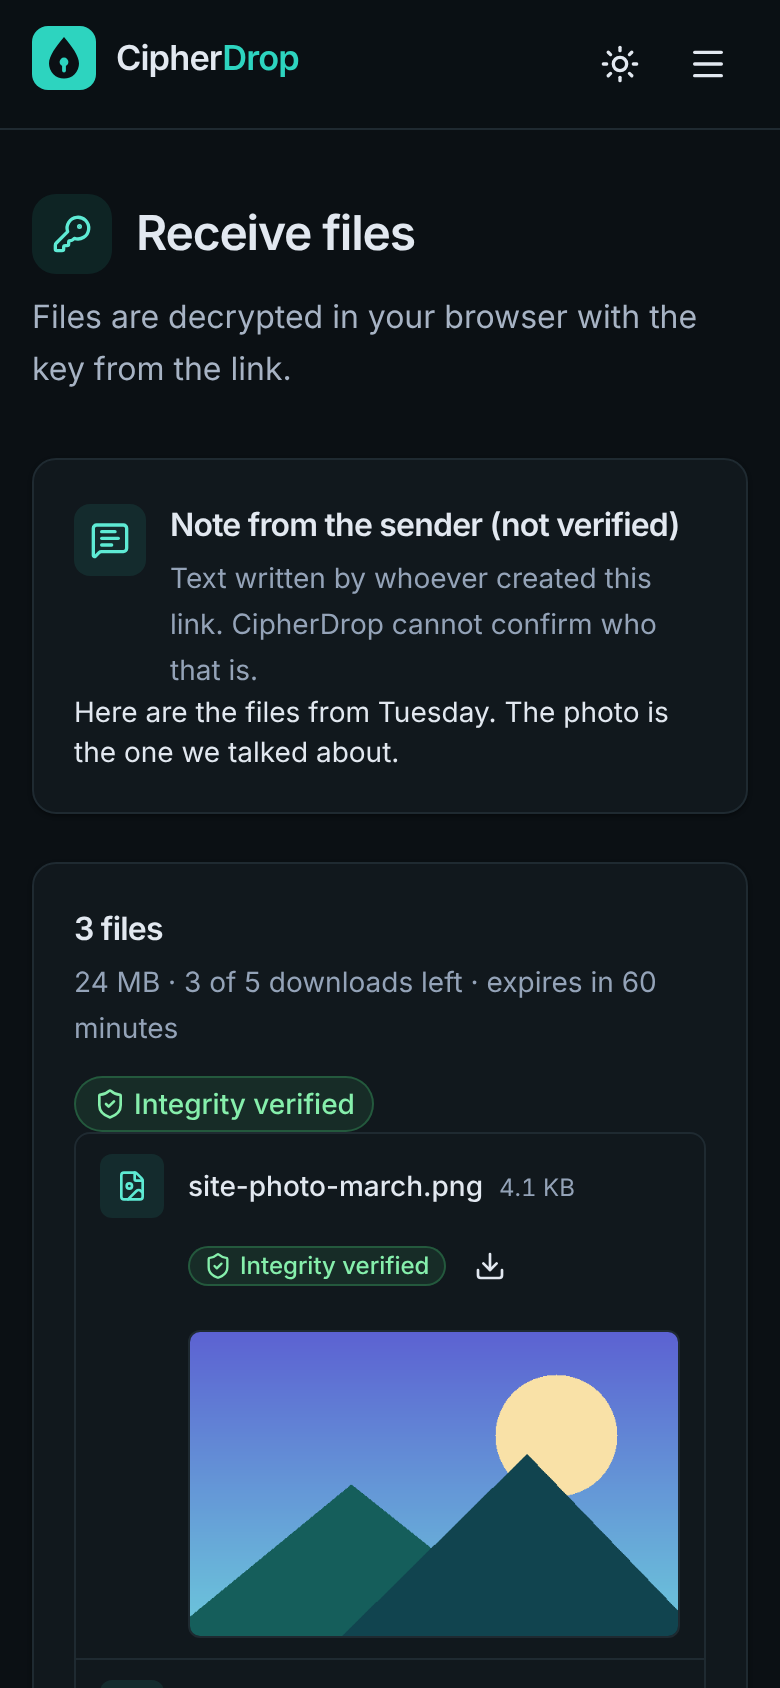 CipherDrop
Receive files
Files are decrypted in your browser with the
key from the link.
Note from the sender (not verified)
Text written by whoever created this
link. CipherDrop cannot confirm who
that is.
Here are the files from Tuesday. The photo is
the one we talked about.
3 files
24 MB · 3 of 5 downloads left · expires in 60
minutes
Integrity verified
site-photo-march.png 4.1 KB
Integrity verified